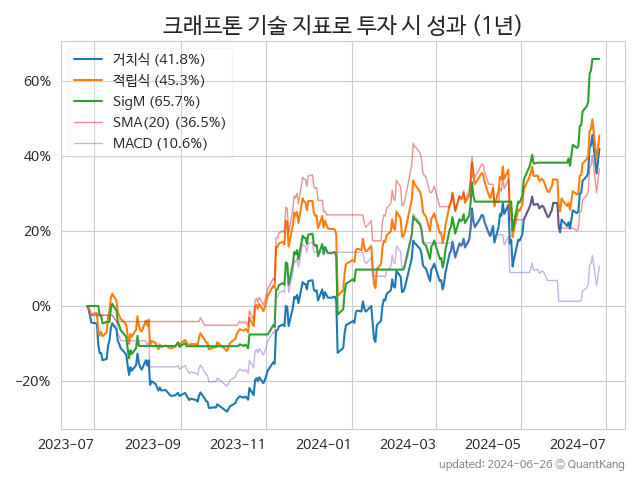 크래프톤 기술 지표로 투자 시 성과 (1년)
거치식 (41.8%)
적립식 (45.3%)
SigM (65.7%)
SMA(20) (36.5%)
MACD (10.6%)
60%
40%
20%
0%
−20%
2023-07 2023-09 2023-11 2024-01 2024-03 2024-05 2024-07
updated: 2024-06-26 © QuantKang